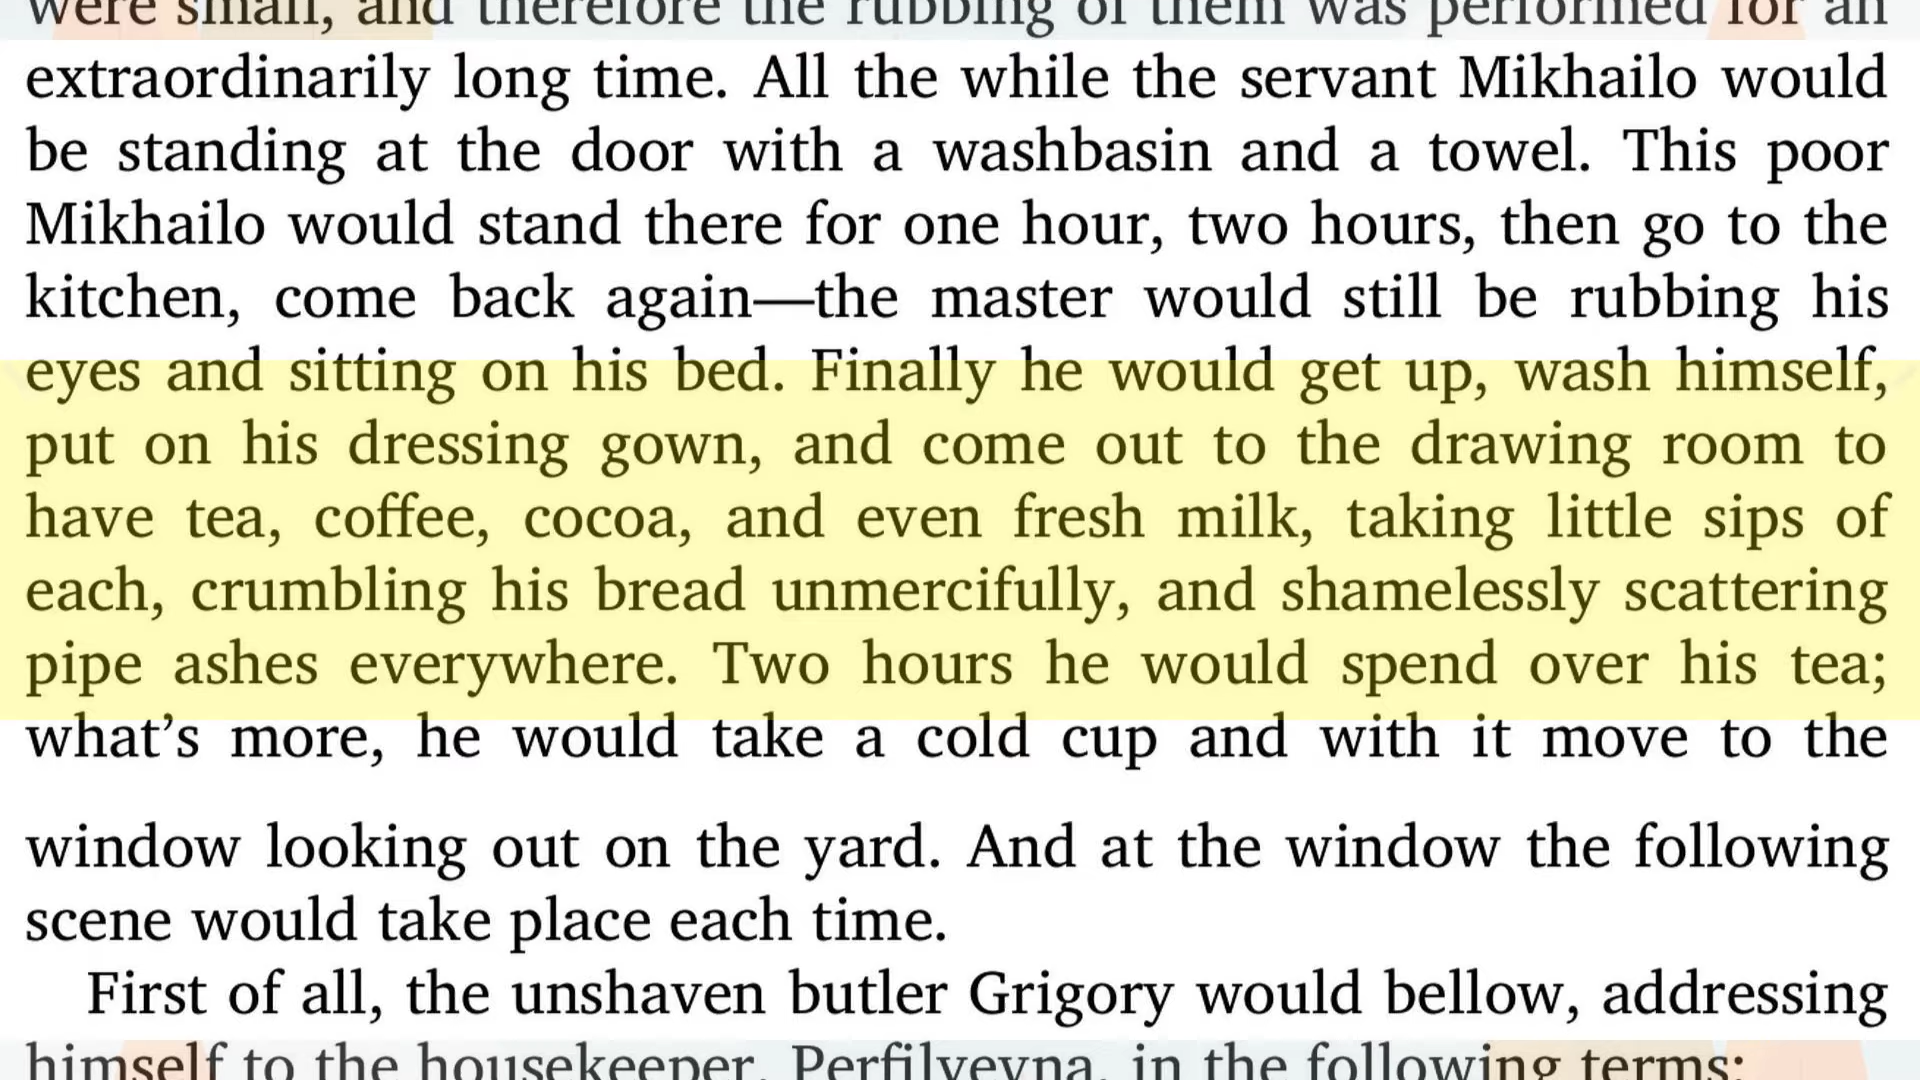 were small, and therefore the rubbing of them was performed for an
extraordinarily long time. All the while the servant Mikhailo would
be standing at the door with a washbasin and a towel. This poor
Mikhailo would stand there for one hour, two hours, then go to the
kitchen, come back again—the master would still be rubbing his
eyes and sitting on his bed. Finally he would get up, wash himself,
put on his dressing gown, and come out to the drawing room to
have tea, coffee, cocoa, and even fresh milk, taking little sips of
each, crumbling his bread unmercifully, and shamelessly scattering
pipe ashes everywhere. Two hours he would spend over his tea;
what’s more, he would take a cold cup and with it move to the
window looking out on the yard. And at the window the following
scene would take place each time.
First of all, the unshaven butler Grigory would bellow, addressing
himself to the housekeeper, Perfilyevna, in the following terms: